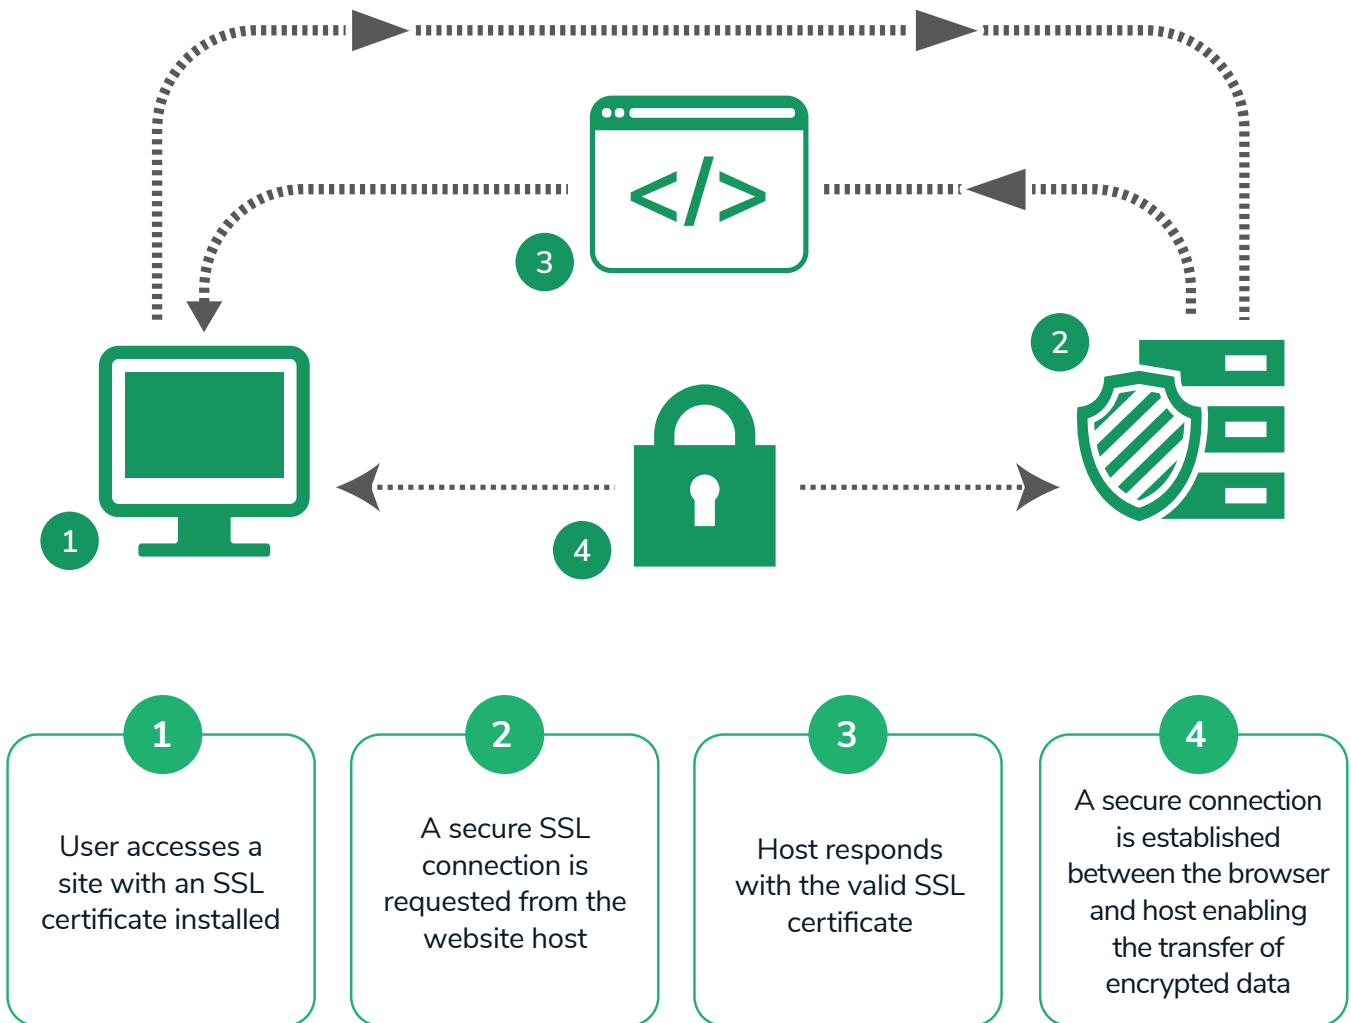 </>
3
2
1
4
1
User accesses a
site with an SSL
certificate installed
2
A secure SSL
connection is
requested from the
website host
3
Host responds
with the valid SSL
certificate
4
A secure connection
is established
between the browser
and host enabling
the transfer of
encrypted data